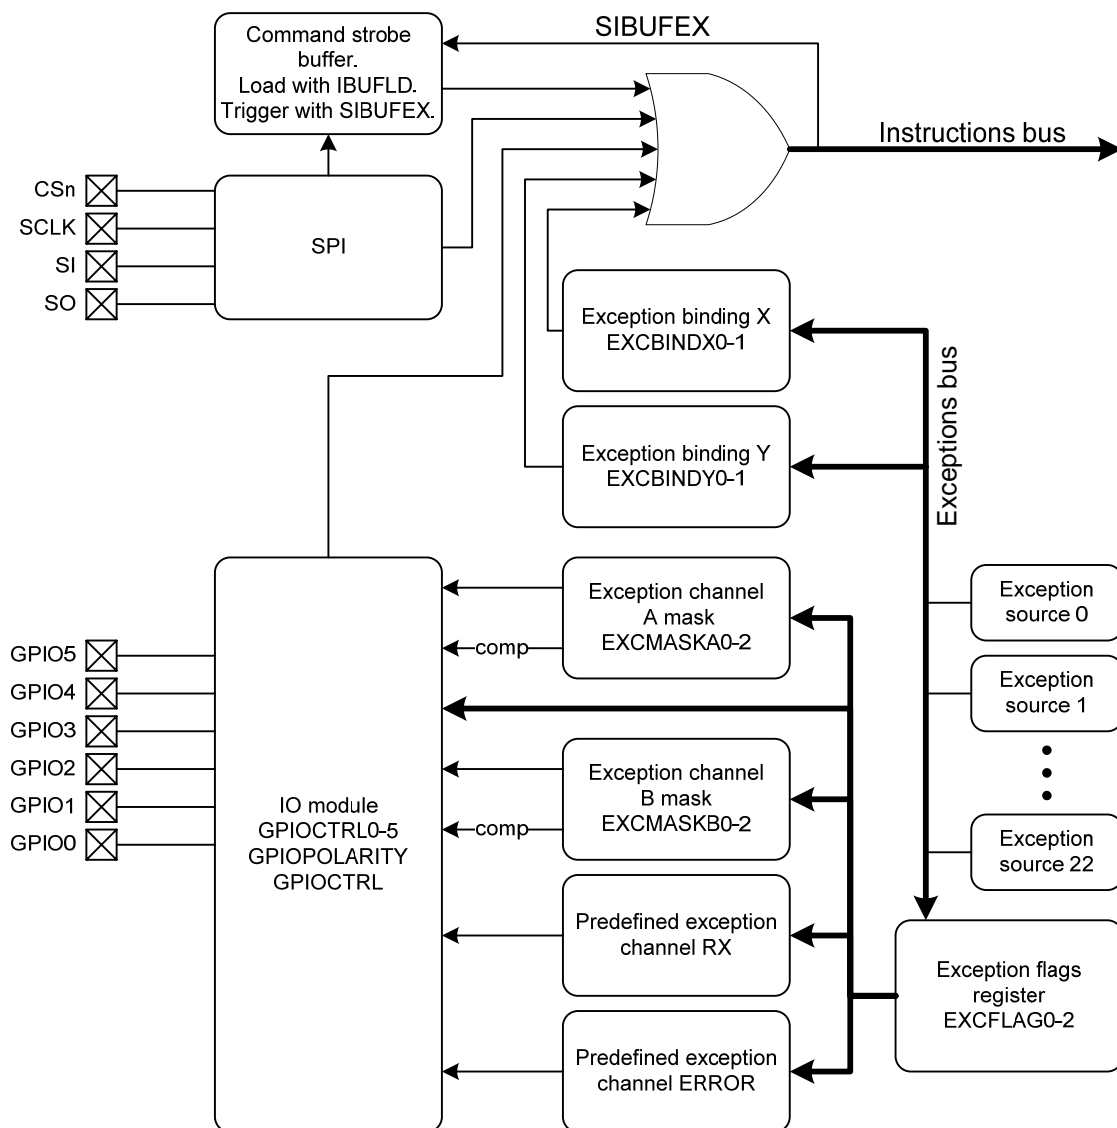 SIBUFEX
Command strobe
buffer.
Load with IBUFLD.
Trigger with SIBUFEX.
Instructions bus
CSn
SCLK
SI
SO
SPI
Exception binding X
EXCBINDX0-1
Exception binding Y
EXCBINDY0-1
Exceptions bus
Exception
source 0
Exception
source 1
Exception
source 22
Exception channel
A mask
EXCMASKA0-2
comp
GPIO5
GPIO4
GPIO3
GPIO2
GPIO1
GPIO0
IO module
GPIOCTRL0-5
GPIOPOLARITY
GPIOCTRL
Exception channel
B mask
EXCMASKB0-2
comp
Predefined exception
channel RX
Exception flags
register
EXCFLAG0-2
Predefined exception
channel ERROR